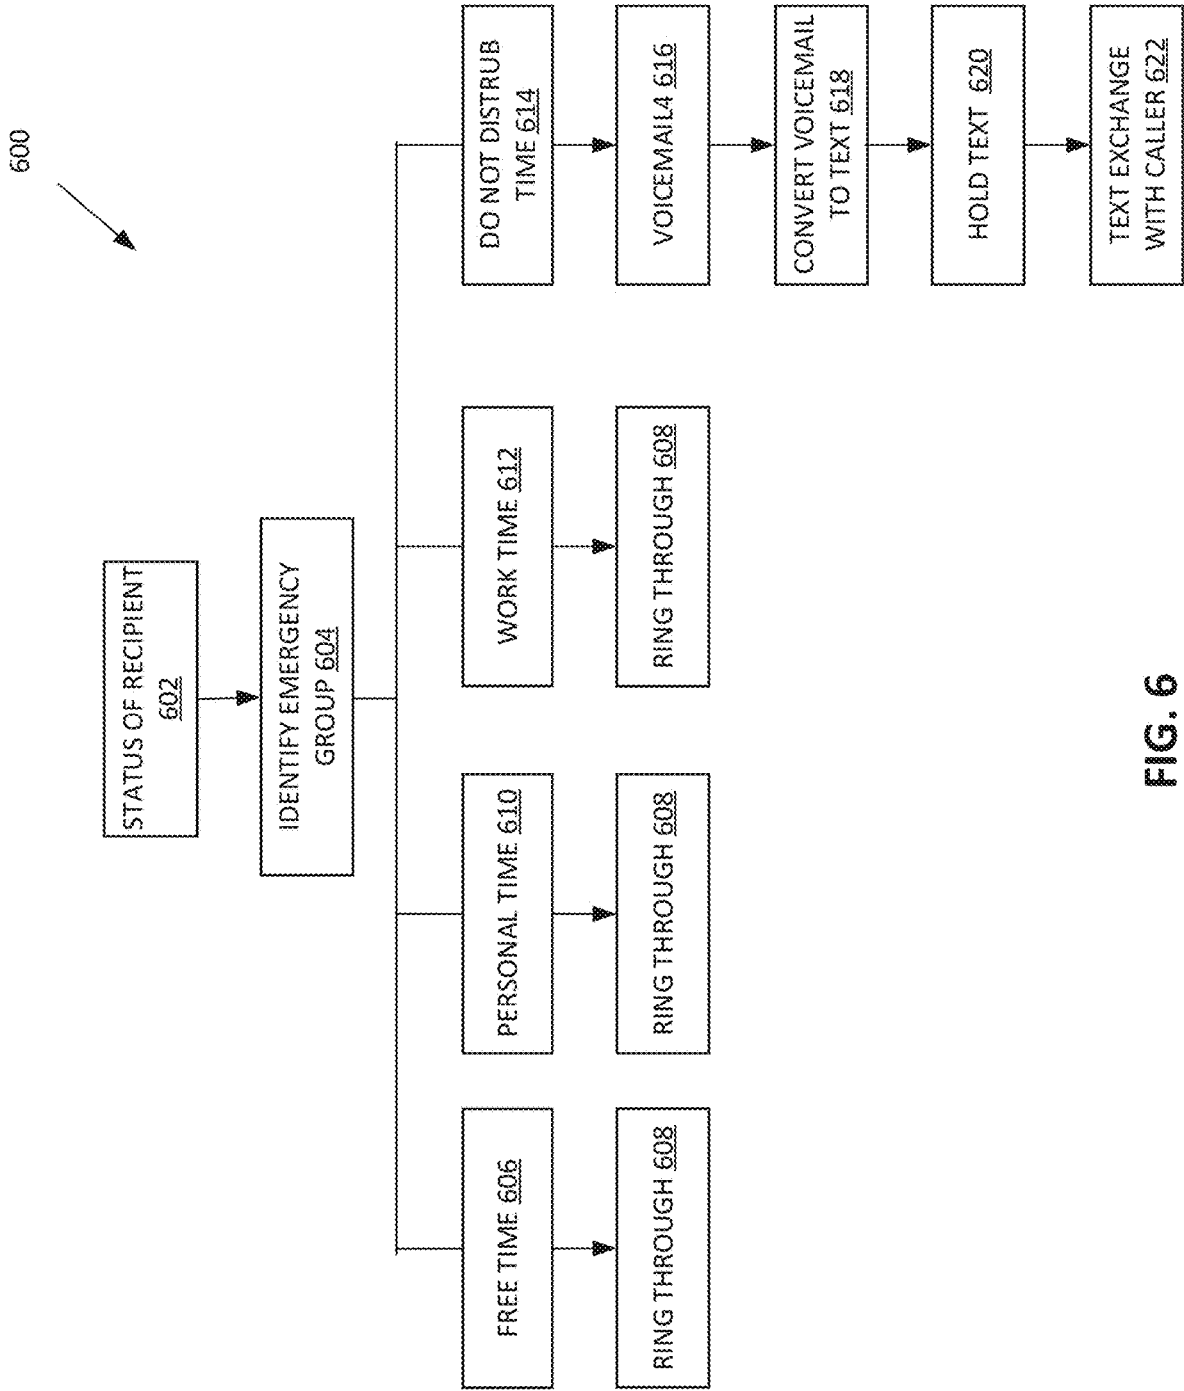 600
STATUS OF RECIPIENT
602
IDENTIFY EMERGENCY
GROUP 604
FREE TIME 606
RING THROUGH 608
PERSONAL TIME 610
RING THROUGH 608
WORK TIME 612
RING THROUGH 608
DO NOT DISTRUB
TIME 614
VOICEMAIL4 616
CONVERT VOICEMAIL
TO TEXT 618
HOLD TEXT 620
TEXT EXCHANGE
WITH CALLER 622
FIG. 6